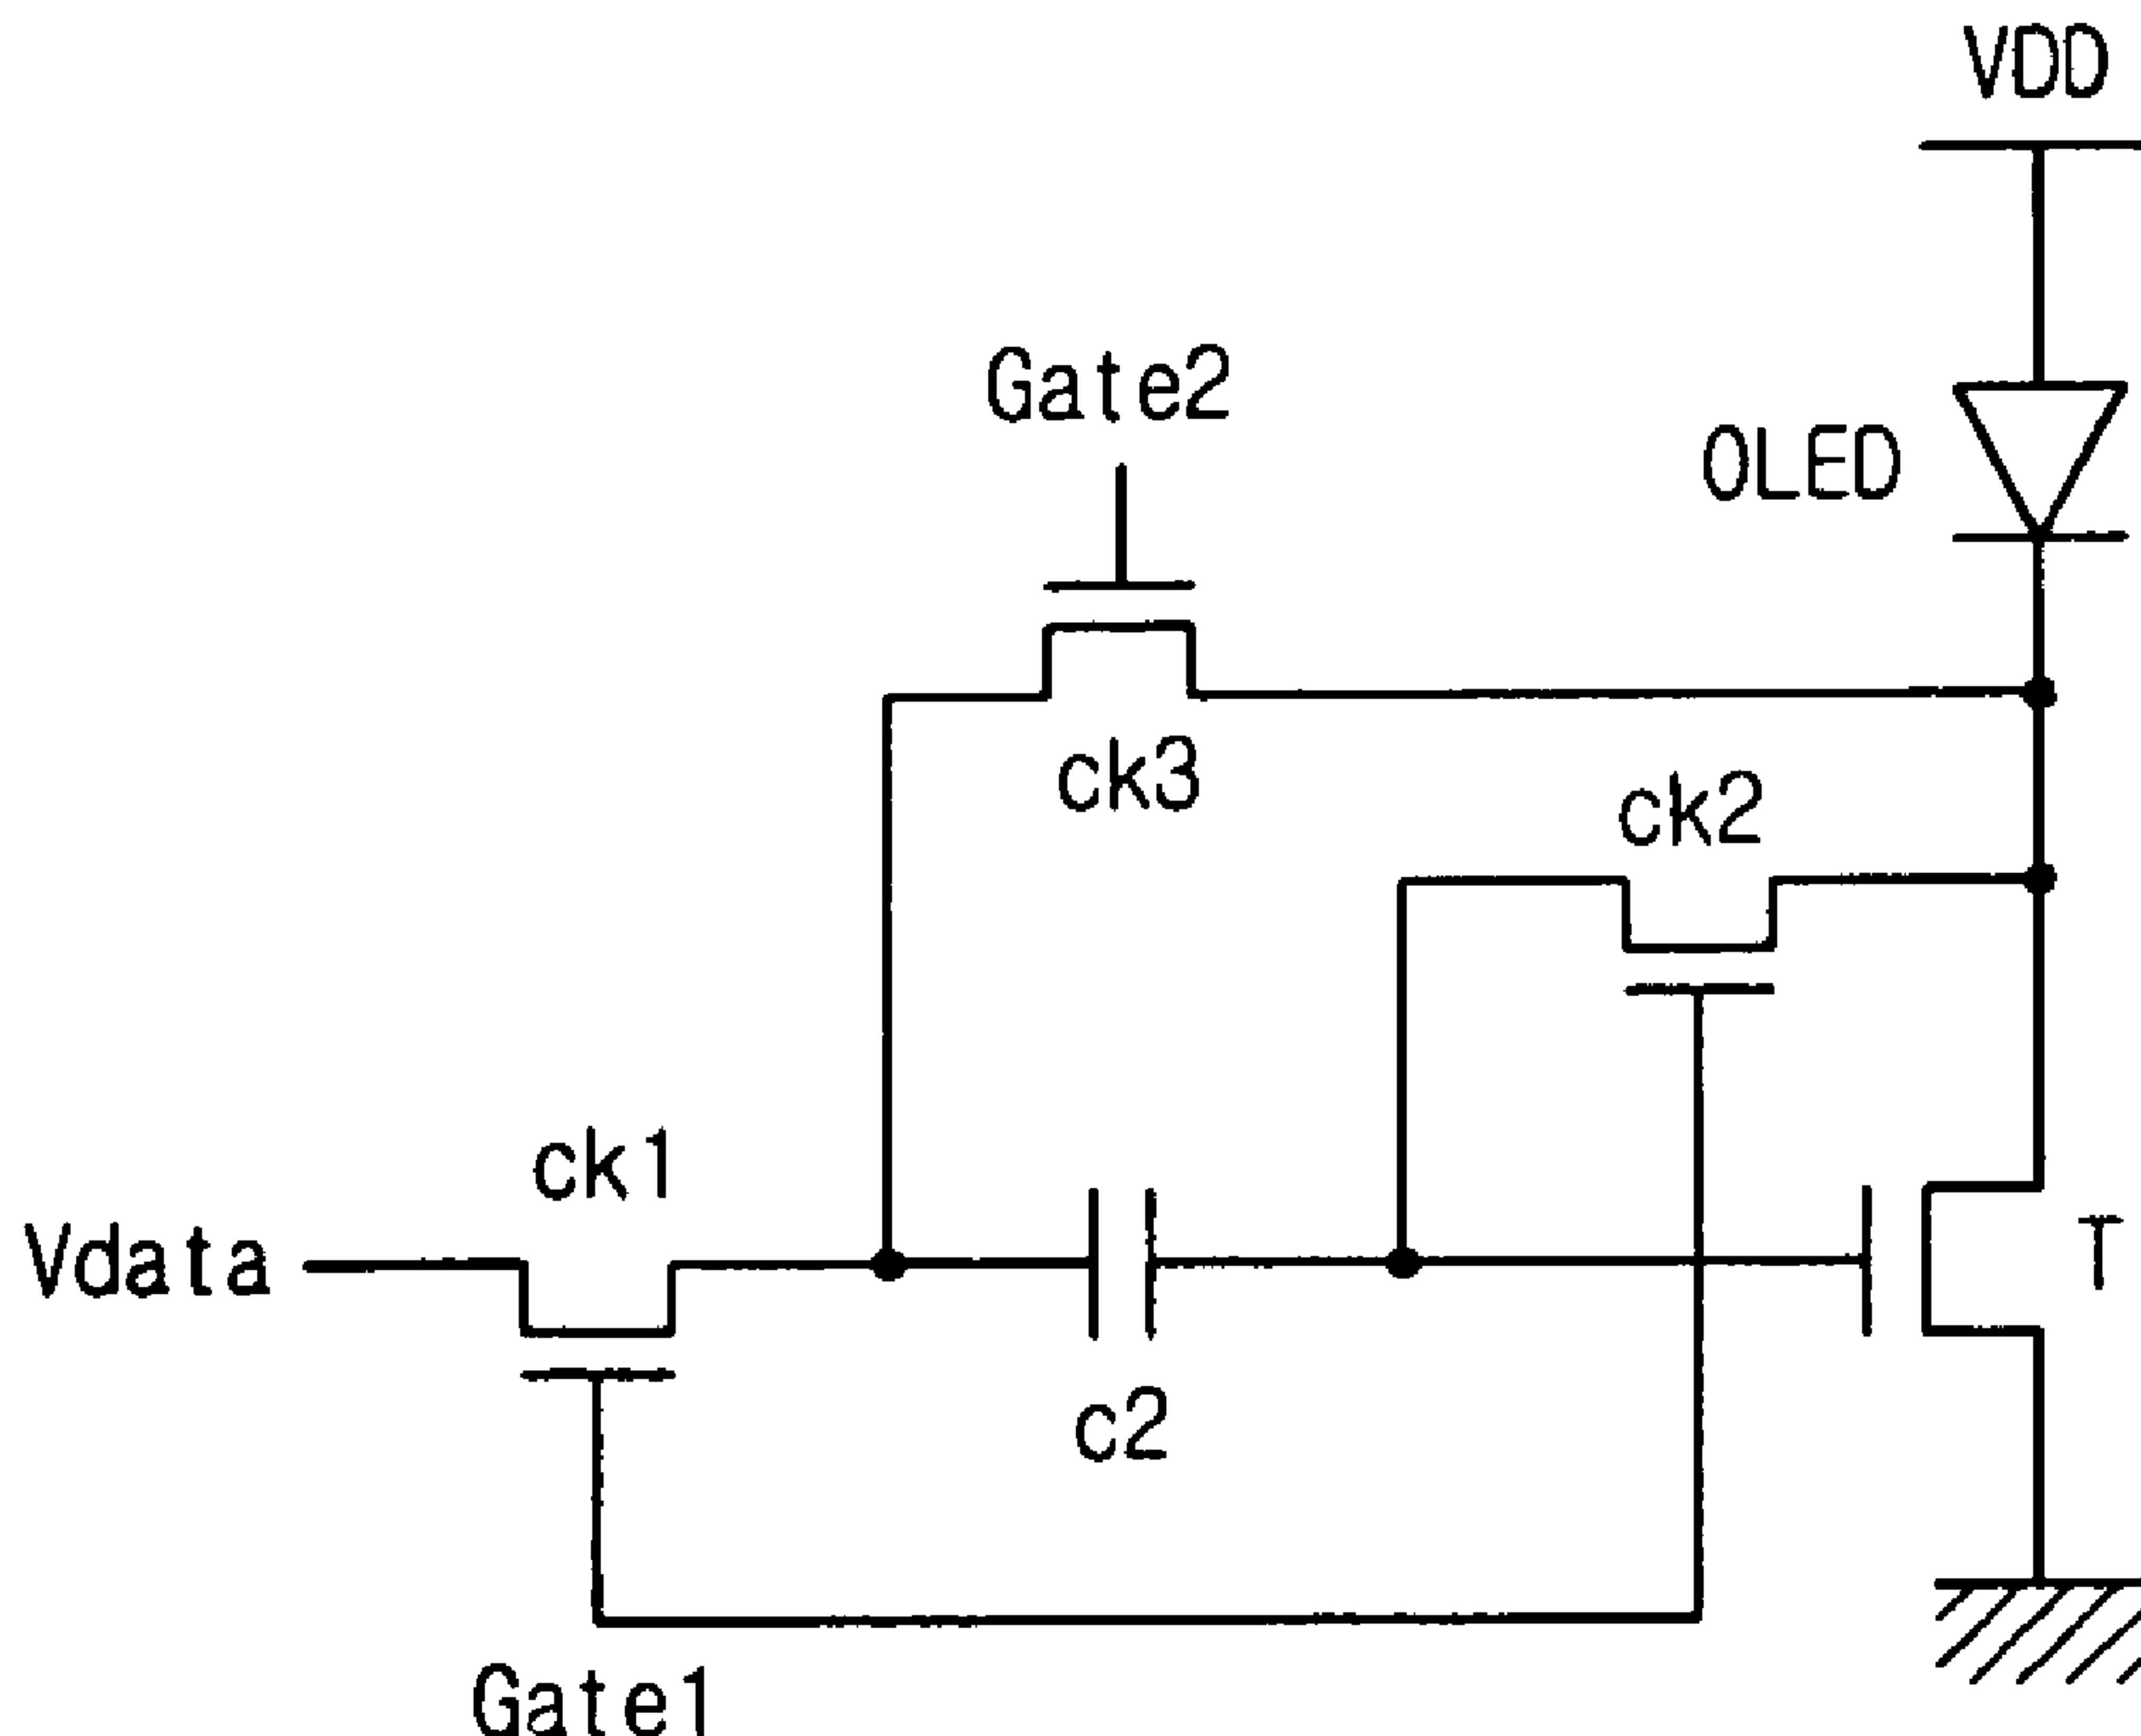 VDD
Gate2
OLED
ck3
ck2
ck1
Vdata
T
c2
Gate1